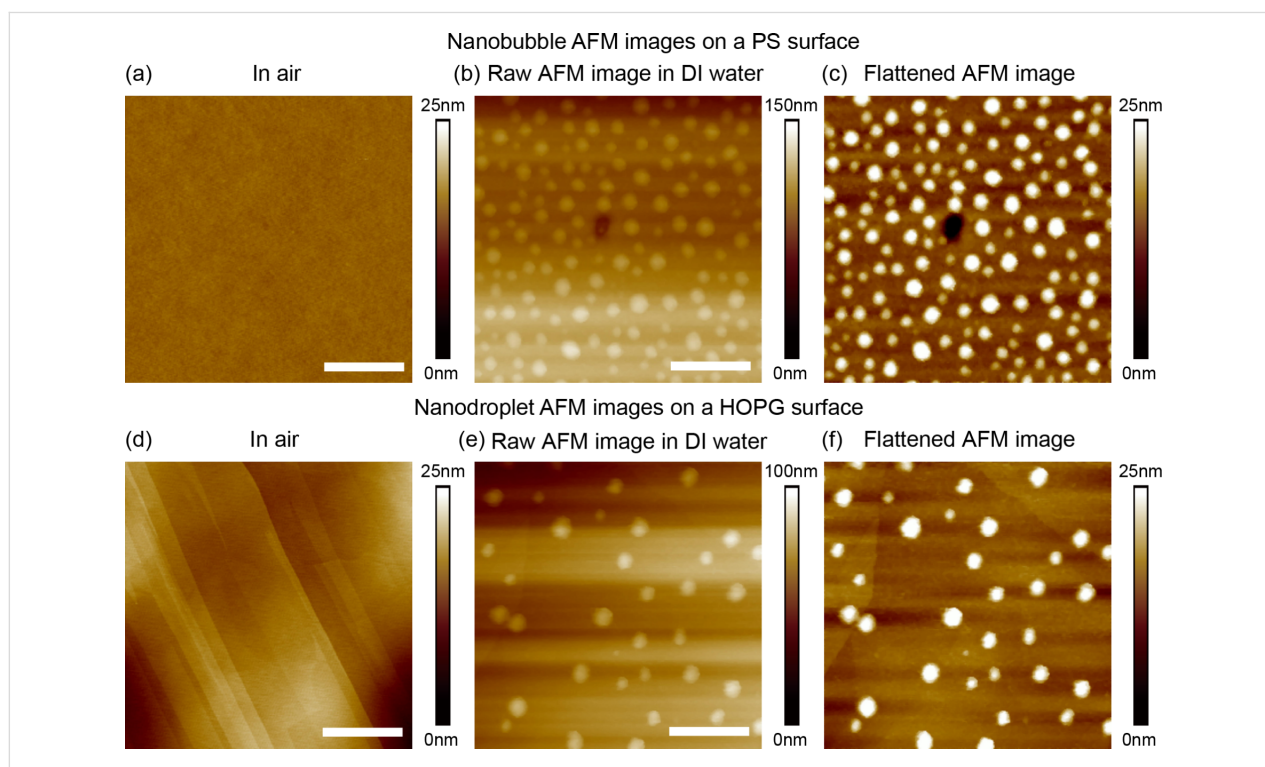 Nanobubble AFM images on a PS surface
(a) In air (b) Raw AFM image in DI water (c) Flattened AFM image
25nm 150nm 25nm
0nm 0nm 0nm
Nanodroplet AFM images on a HOPG surface
(d) In air (e) Raw AFM image in DI water (f) Flattened AFM image
25nm 100nm 25nm
0nm 0nm 0nm